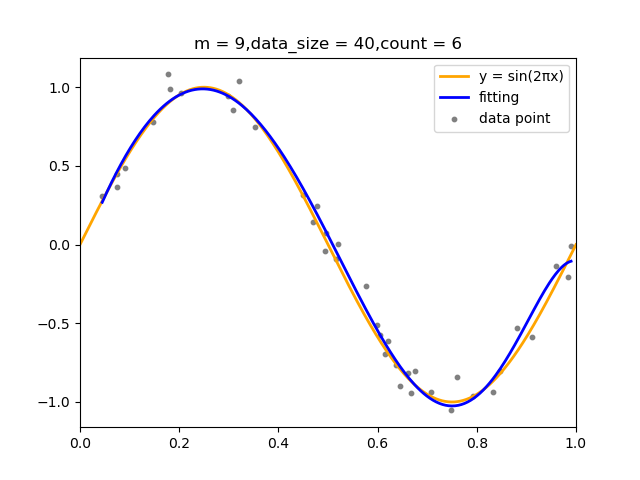 m = 9,data_size = 40,count = 6
y = sin(2πx)
fitting
data point
1.0
0.5
0.0
−0.5
−1.0
0.0
0.2
0.4
0.6
0.8
1.0